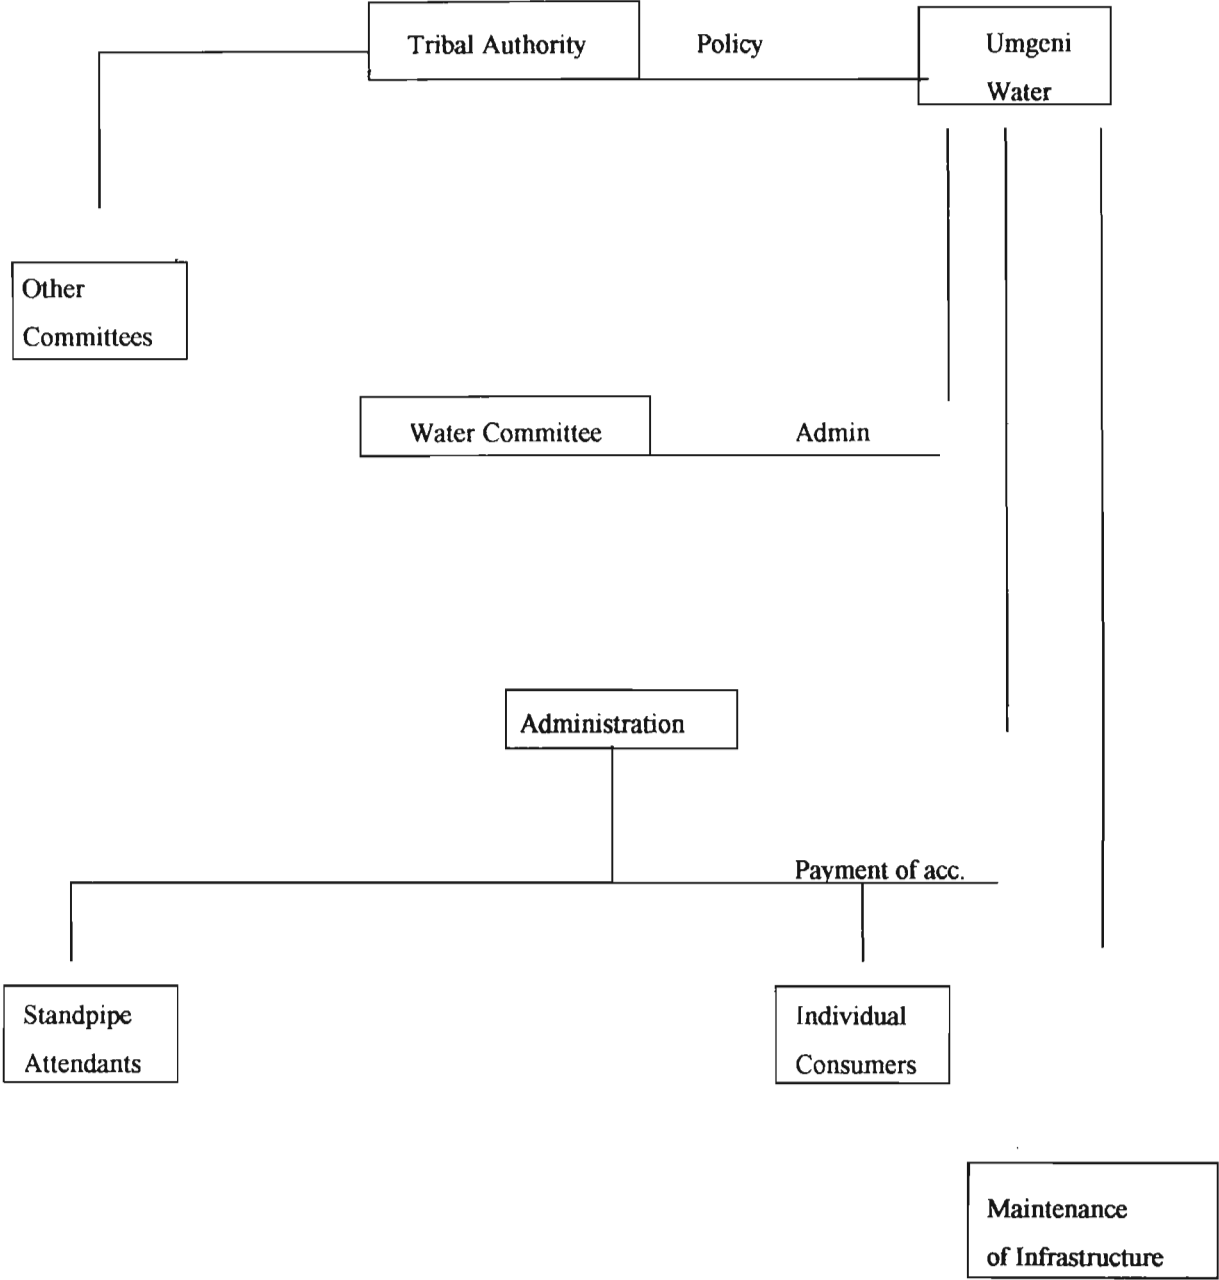 Tribal Authority
Policy
Umgeni
Water
Other
Committees
Water Committee
Admin
Administration
Payment of acc.
Standpipe
Attendants
Individual
Consumers
Maintenance
of Infrastructure